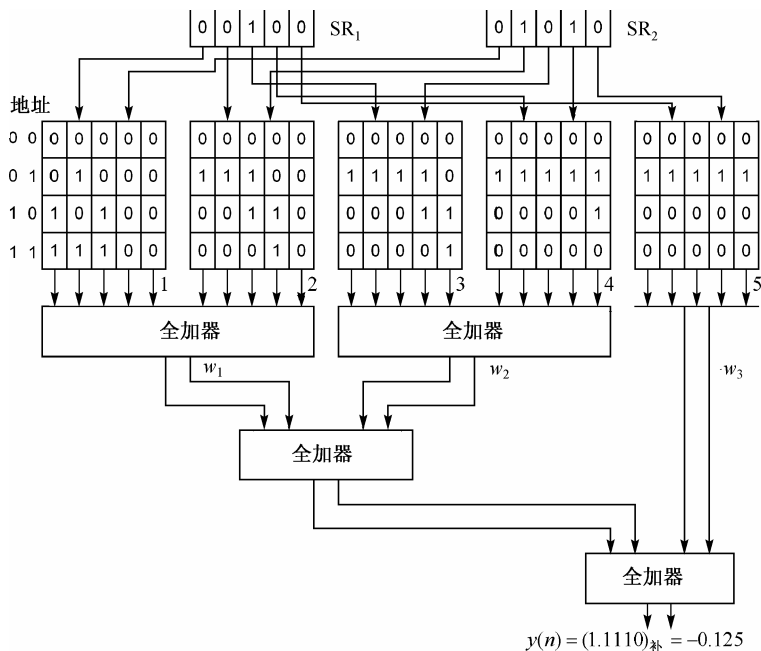 0 0 1 0 0 SR₁ 0 1 0 1 0 SR₂
地址
0 0 0 0 0 0 0 0 0 0 0 0 0 0 0 0 0 0 0 0 0 0 0 0 0 0 0
0 1 0 1 0 0 0 1 1 1 0 0 1 1 1 1 0 1 1 1 1 1 1 1 1 1 1
1 0 1 0 1 0 0 0 0 1 1 0 0 0 0 1 1 0 0 0 0 1 0 0 0 0 0
1 1 1 1 1 0 0 0 0 0 1 0 0 0 0 0 1 0 0 0 0 0 0 0 0 0 0
1 2 3 4 5
全加器 全加器
w₁ w₂ w₃
全加器
全加器
y(n) = (1.1110)补 = −0.125